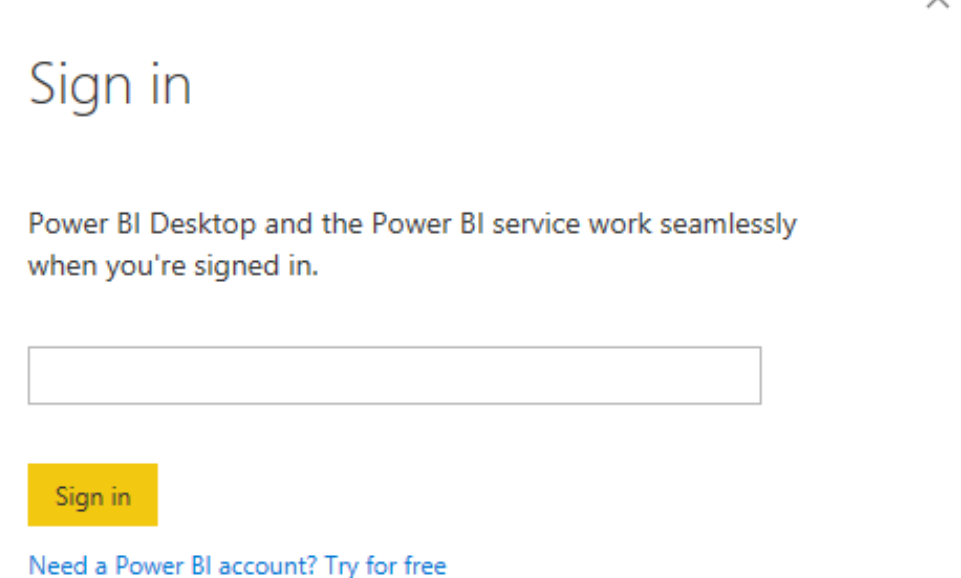 Sign in
Power BI Desktop and the Power BI service work seamlessly
when you're signed in.
Sign in
Need a Power BI account? Try for free